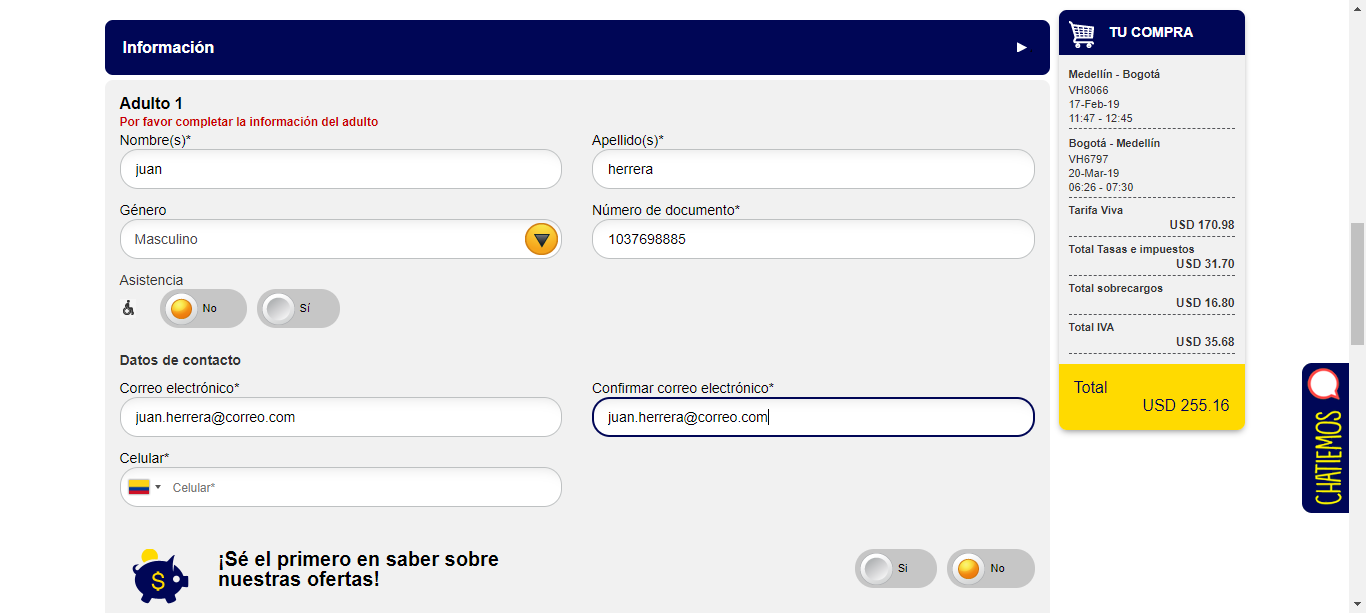 Información
Adulto 1
Por favor completar la información del adulto
Nombre(s)*
Apellido(s)*
juan
herrera
Género
Número de documento*
Masculino
1037698885
Asistencia
No
Sí
Datos de contacto
Correo electrónico*
Confirmar correo electrónico*
juan.herrera@correo.com
juan.herrera@correo.com
Celular*
Celular*
¡Sé el primero en saber sobre
nuestras ofertas!
$
Si
No
TU COMPRA
Medellín - Bogotá
VH8066
17-Feb-19
11:47 - 12:45
Bogotá - Medellín
VH6797
20-Mar-19
06:26 - 07:30
Tarifa Viva
USD 170.98
Total Tasas e impuestos
USD 31.70
Total sobrecargos
USD 16.80
Total IVA
USD 35.68
Total
USD 255.16
CHATIEMOS